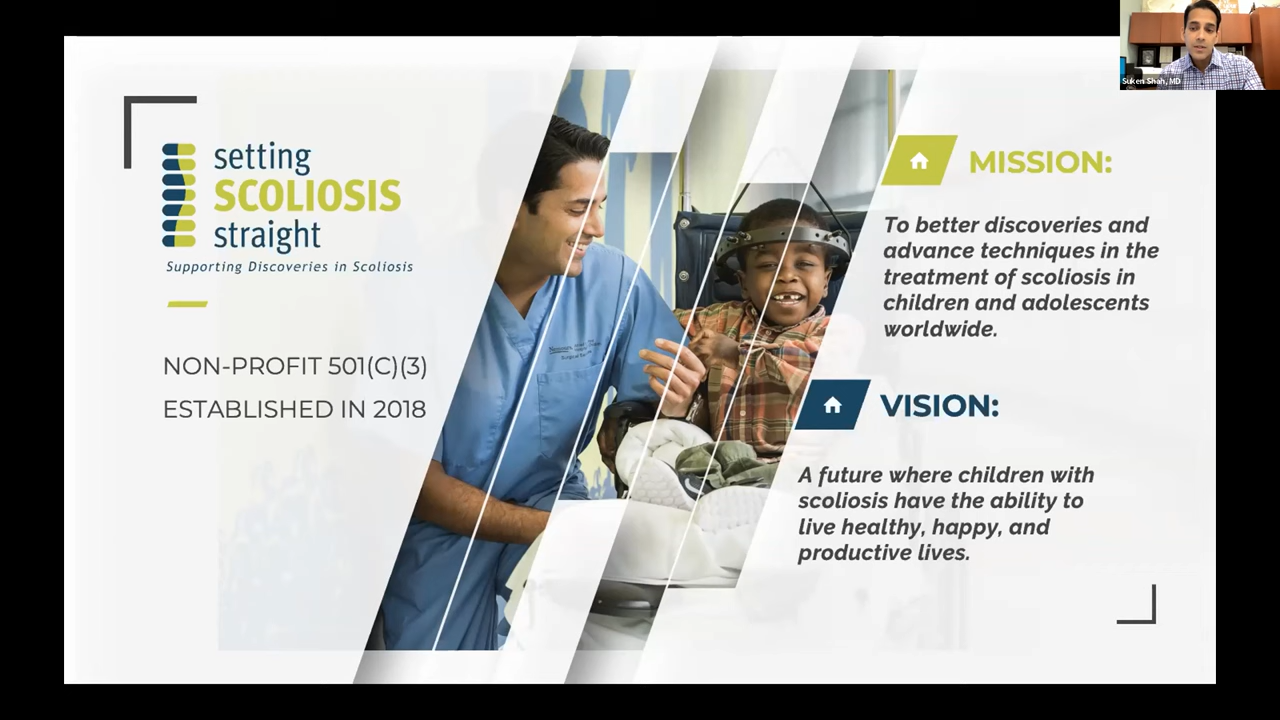 Suken Shah, MD
setting
SCOLIOSIS
straight
Supporting Discoveries in Scoliosis
NON-PROFIT 501(C)(3)
ESTABLISHED IN 2018
MISSION:
To better discoveries and
advance techniques in the
treatment of scoliosis in
children and adolescents
worldwide.
VISION:
A future where children with
scoliosis have the ability to
live healthy, happy, and
productive lives.